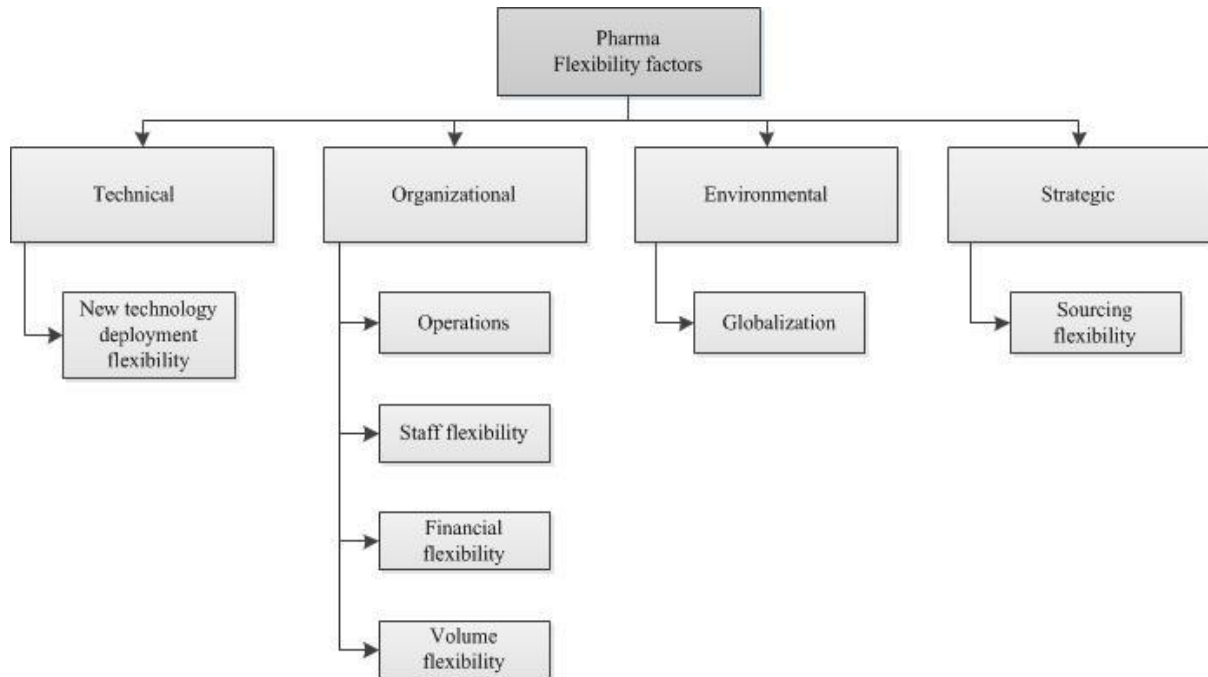 Pharma
Flexibility factors
Technical
Organizational
Environmental
Strategic
New technology
deployment
flexibility
Operations
Globalization
Sourcing
flexibility
Staff flexibility
Financial
flexibility
Volume
flexibility